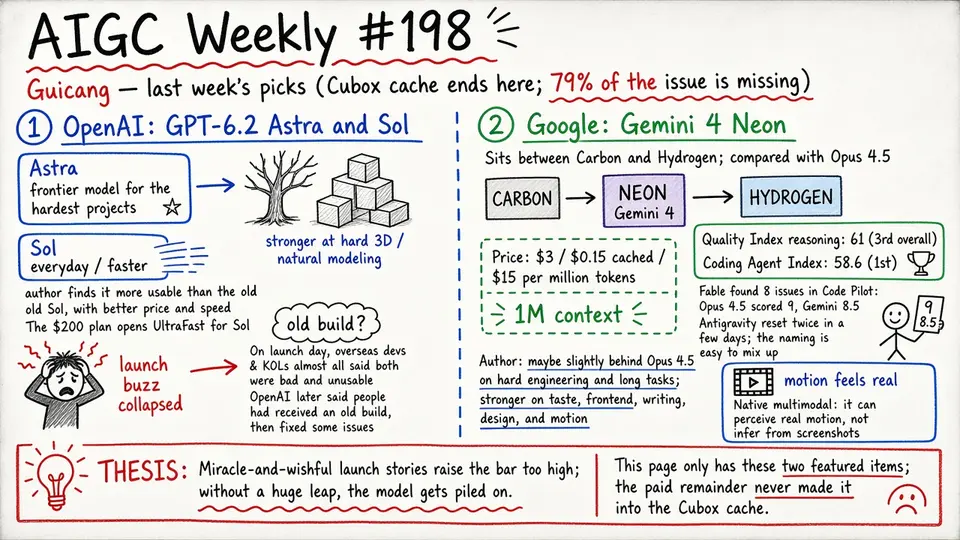 AIGC Weekly #198
Guicang — last week's picks (Cubox cache ends here; 79% of the issue is missing)
1 OpenAI: GPT-6.2 Astra and Sol
Astra
frontier model for the
hardest projects
stronger at hard 3D /
natural modeling
Sol
everyday / faster
author finds it more usable than the old
old Sol, with better price and speed
The $200 plan opens UltraFast for Sol
launch
buzz
collapsed
old build?
On launch day, overseas devs
& KOLs almost all said both
were bad and unusable
OpenAI later said people
had received an old build,
then fixed some issues
2 Google: Gemini 4 Neon
Sits between Carbon and Hydrogen; compared with Opus 4.5
CARBON
NEON
Gemini 4
HYDROGEN
Price: $3 / $0.15 cached /
$15 per million tokens
1M context
Quality Index reasoning: 61 (3rd overall)
Coding Agent Index: 58.6 (1st)
Fable found 8 issues in Code Pilot:
Opus 4.5 scored 9, Gemini 8.5
Antigravity reset twice in a
few days; the naming is
easy to mix up
9
8.5
Author: maybe slightly behind Opus 4.5
on hard engineering and long tasks;
stronger on taste, frontend, writing,
design, and motion
motion feels real
Native multimodal: it can
perceive real motion, not
infer from screenshots
THESIS: Miracle-and-wishful launch stories raise the bar too high;
without a huge leap, the model gets piled on.
This page only has these two featured items;
the paid remainder never made it
into the Cubox cache.